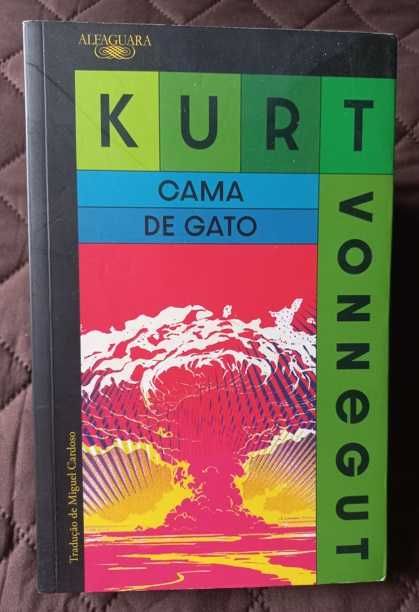 ALFAGUARA
KURT
VONNEGUT
CAMA
DE GATO
Tradução de Miguel Cardoso